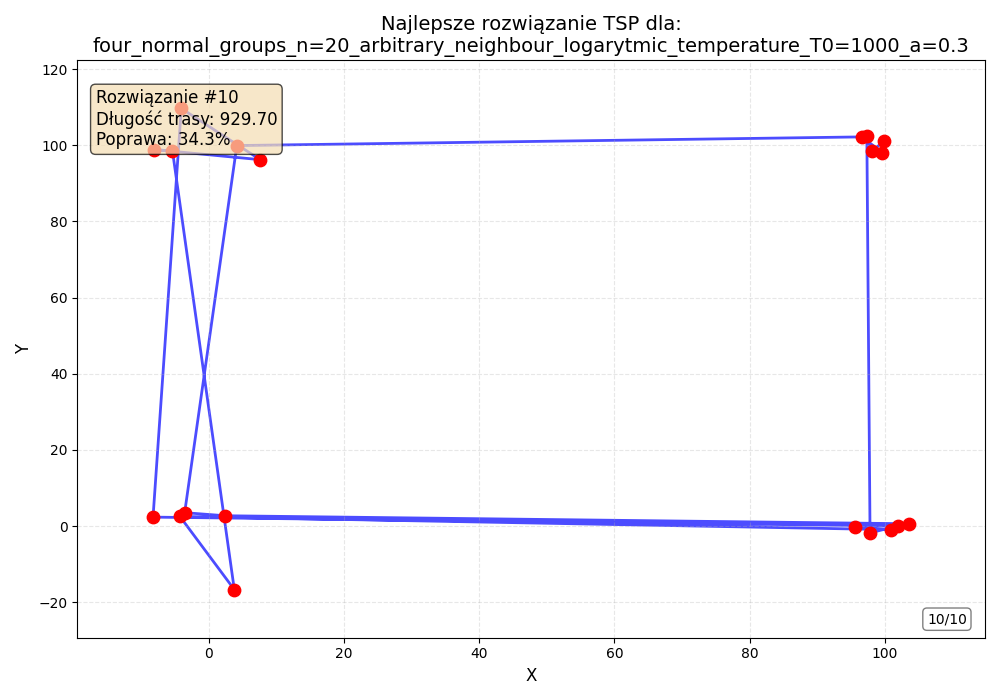 Najlepsze rozwiązanie TSP dla:
four_normal_groups_n=20_arbitrary_neighbour_logarytmic_temperature_T0=1000_a=0.3
Rozwiązanie #10
Długość trasy: 929.70
Poprawa: 34.3%
120
100
80
60
40
20
0
−20
Y
10/10
0
20
40
60
80
100
X